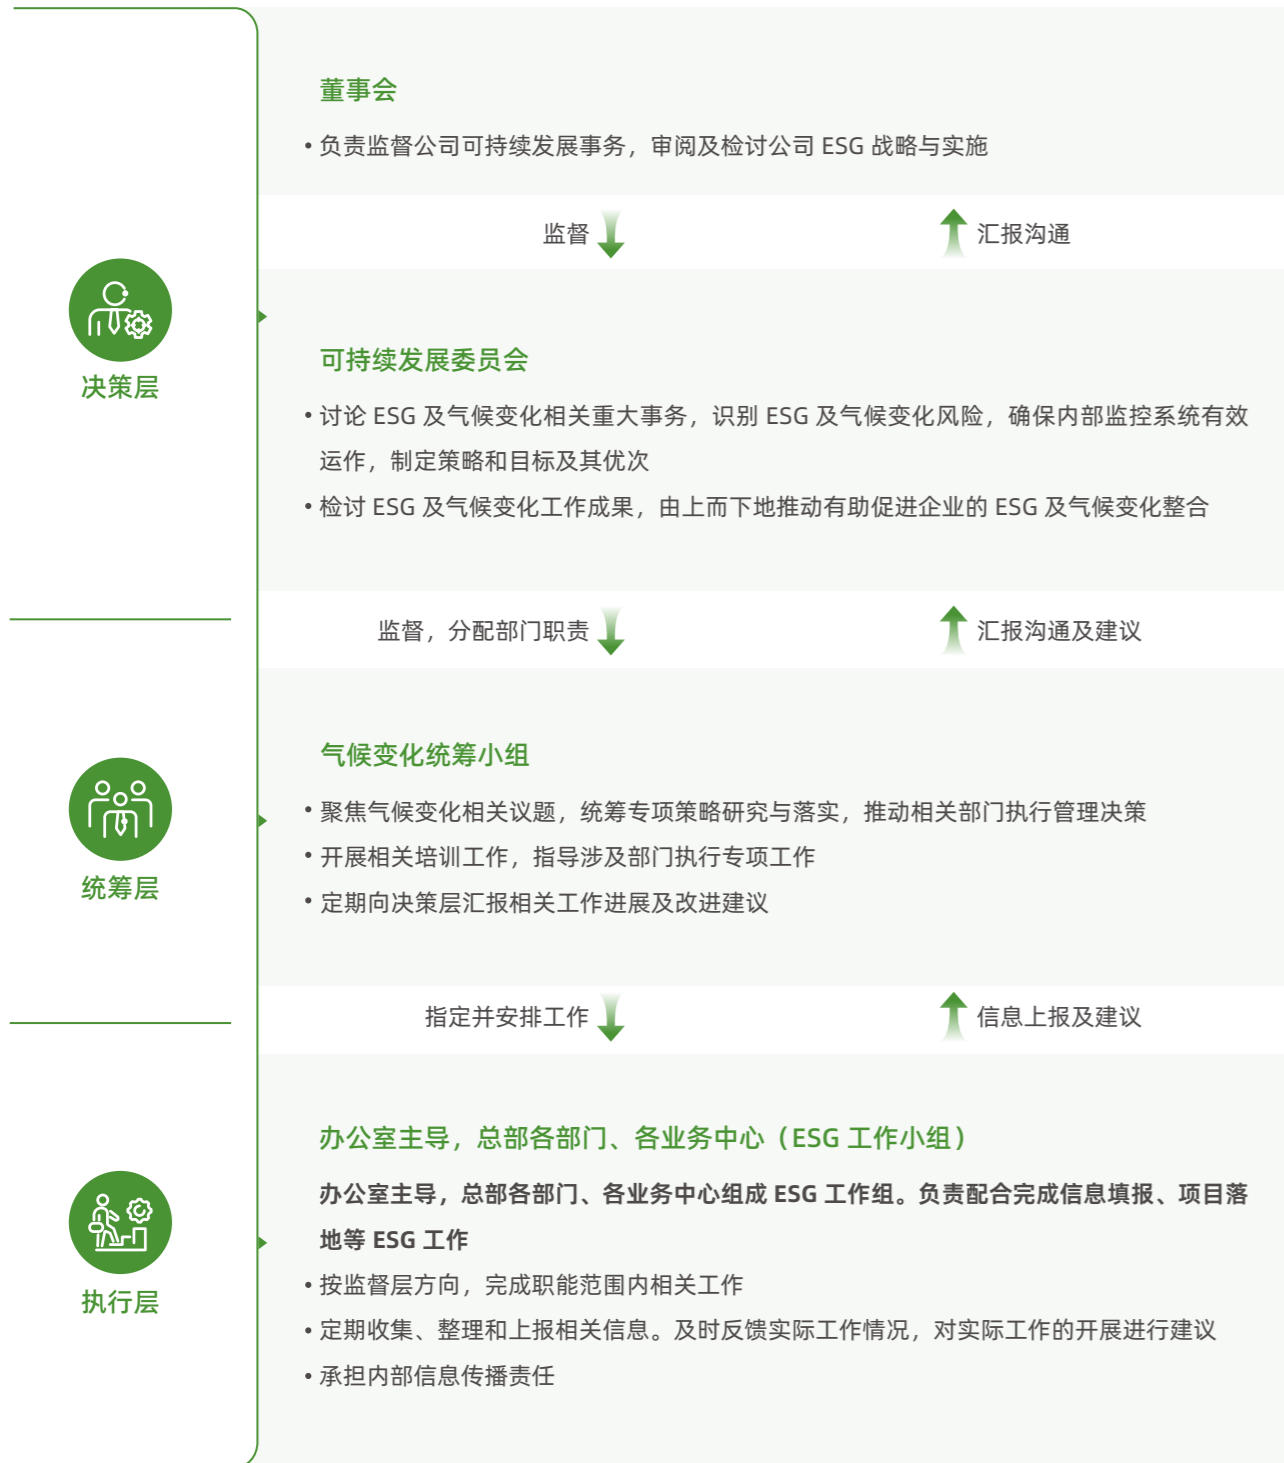 董事会
• 负责监督公司可持续发展事务，审阅及检讨公司 ESG 战略与实施
监督
汇报沟通
决策层
可持续发展委员会
• 讨论 ESG 及气候变化相关重大事务，识别 ESG 及气候变化风险，确保内部监控系统有效
运作，制定策略和目标及其优次
• 检讨 ESG 及气候变化工作成果，由上而下地推动有助促进企业的 ESG 及气候变化整合
监督，分配部门职责
汇报沟通及建议
统筹层
气候变化统筹小组
• 聚焦气候变化相关议题，统筹专项策略研究与落实，推动相关部门执行管理决策
• 开展相关培训工作，指导涉及部门执行专项工作
• 定期向决策层汇报相关工作进展及改进建议
指定并安排工作
信息上报及建议
执行层
办公室主导，总部各部门、各业务中心（ESG 工作小组）
办公室主导，总部各部门、各业务中心组成 ESG 工作组。负责配合完成信息填报、项目落
地等 ESG 工作
• 按监督层方向，完成职能范围内相关工作
• 定期收集、整理和上报相关信息。及时反馈实际工作情况，对实际工作的开展进行建议
• 承担内部信息传播责任